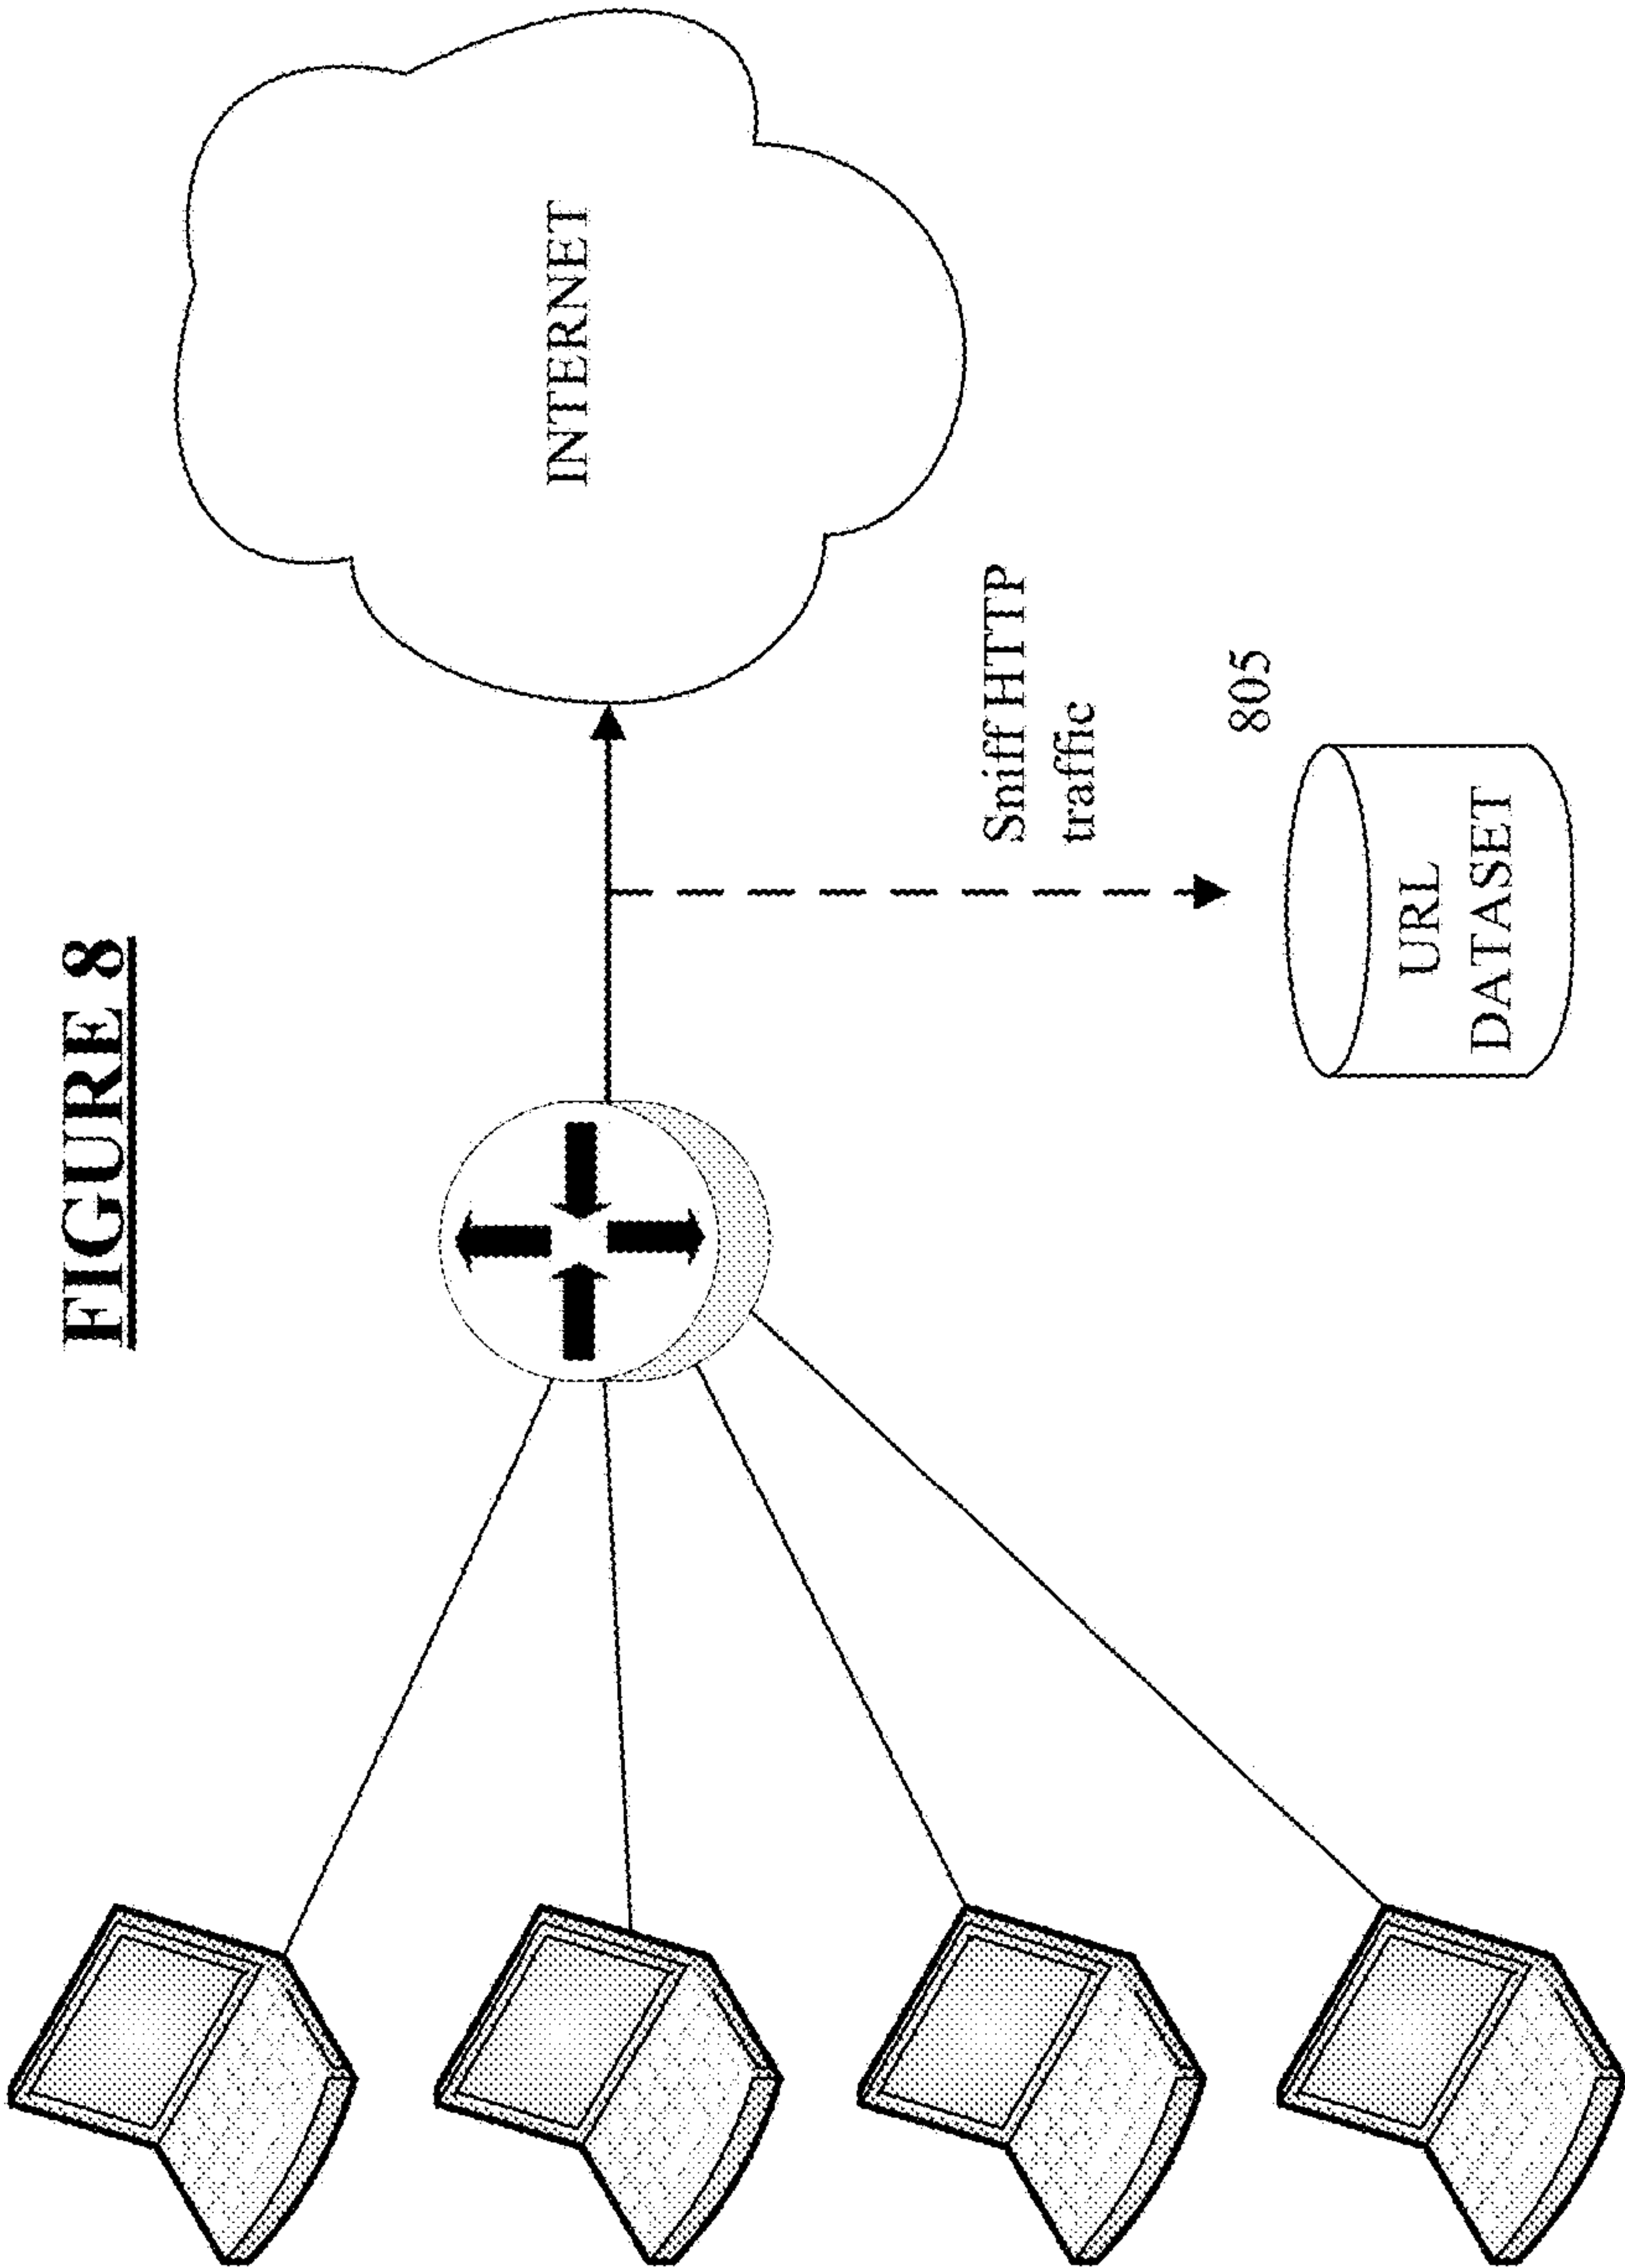 FIGURE 8
INTERNET
Sniff HTTP
traffic
805
URL
DATASET